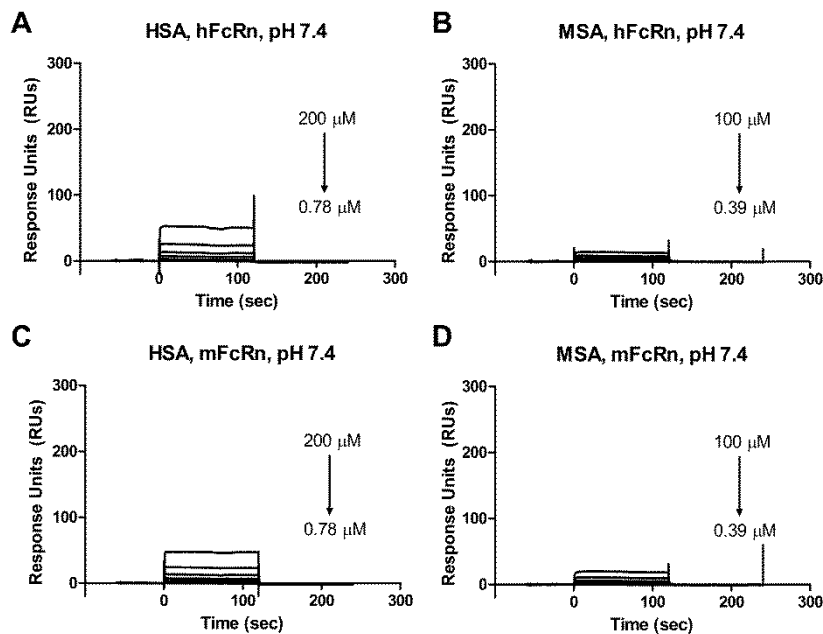 A
HSA, hFcRn, pH 7.4
Response Units (RUs)
300
200
100
0
200 µM
0.78 µM
0 100 200 300
Time (sec)
B
MSA, hFcRn, pH 7.4
Response Units (RUs)
300
200
100
0
100 µM
0.39 µM
0 100 200 300
Time (sec)
C
HSA, mFcRn, pH 7.4
Response Units (RUs)
300
200
100
0
200 µM
0.78 µM
0 100 200 300
Time (sec)
D
MSA, mFcRn, pH 7.4
Response Units (RUs)
300
200
100
0
100 µM
0.39 µM
0 100 200 300
Time (sec)